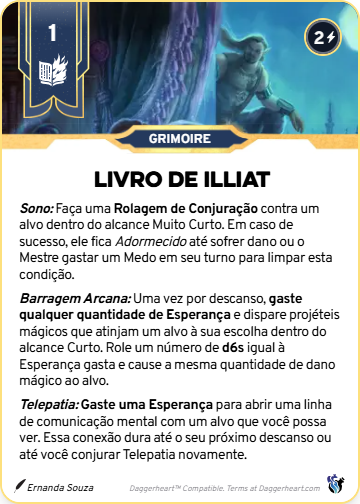 1
2
GRIMOIRE
LIVRO DE ILLIAT
Sono: Faça uma Rolagem de Conjuração contra um
alvo dentro do alcance Muito Curto. Em caso de
sucesso, ele fica Adormecido até sofrer dano ou o
Mestre gastar um Medo em seu turno para limpar esta
condição.
Barragem Arcana: Uma vez por descanso, gaste
qualquer quantidade de Esperança e dispare projéteis
mágicos que atinjam um alvo à sua escolha dentro do
alcance Curto. Role um número de d6s igual à
Esperança gasta e cause a mesma quantidade de dano
mágico ao alvo.
Telepatia: Gaste uma Esperança para abrir uma linha
de comunicação mental com um alvo que você possa
ver. Essa conexão dura até o seu próximo descanso ou
até você conjurar Telepatia novamente.
Ernanda Souza
Daggerheart™ Compatible. Terms at Daggerheart.com